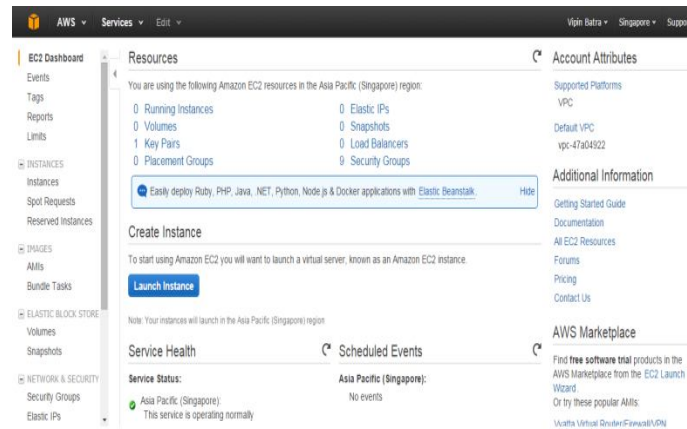 AWS Services Edit Vipin Batra Singapore Suppo
EC2 Dashboard
Events
Tags
Reports
Limits
INSTANCES
Instances
Spot Requests
Reserved Instances
IMAGES
AMIs
Bundle Tasks
ELASTIC BLOCK STORE
Volumes
Snapshots
NETWORK & SECURITY
Security Groups
Elastic IPs
Resources
You are using the following Amazon EC2 resources in the Asia Pacific (Singapore) region:
0 Running Instances 0 Elastic IPs
0 Volumes 0 Snapshots
1 Key Pairs 0 Load Balancers
0 Placement Groups 9 Security Groups
Easily deploy Ruby, PHP, Java, .NET, Python, Node.js & Docker applications with Elastic Beanstalk. Hide
Create Instance
To start using Amazon EC2 you will want to launch a virtual server, known as an Amazon EC2 instance.
Launch Instance
Note: Your instances will launch in the Asia Pacific (Singapore) region
Service Health
Service Status:
Asia Pacific (Singapore):
This service is operating normally
Scheduled Events
Asia Pacific (Singapore):
No events
Account Attributes
Supported Platforms
VPC
Default VPC
vpc-47a04922
Additional Information
Getting Started Guide
Documentation
All EC2 Resources
Forums
Pricing
Contact Us
AWS Marketplace
Find free software trial products in the
AWS Marketplace from the EC2 Launch
Wizard.
Or try these popular AMIs:
Vyatta Virtual Router/Firewall/VPN